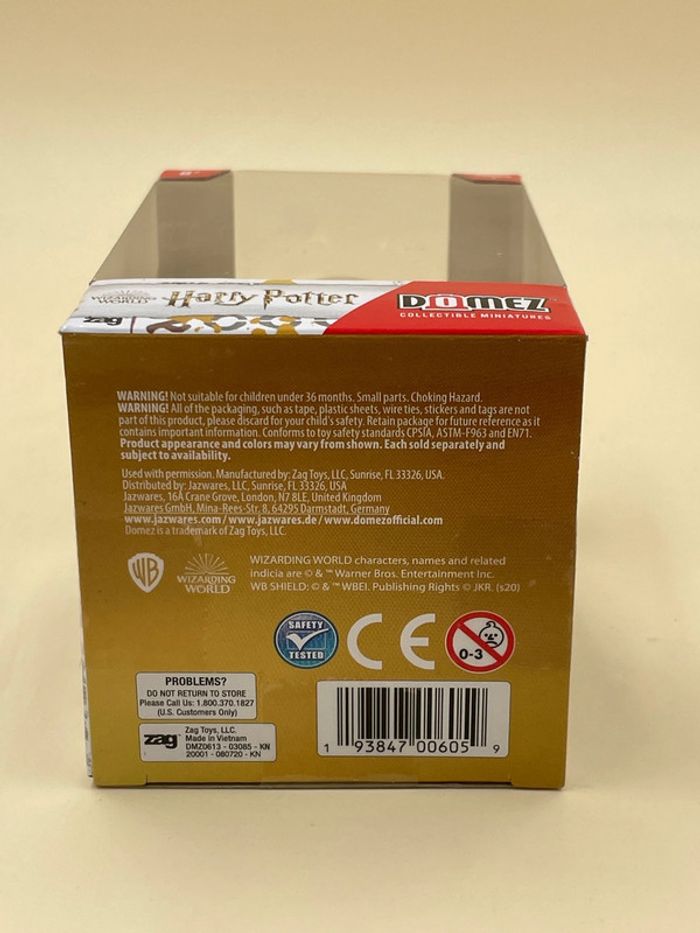 WIZARDING
WORLD
Harry Potter
DOMEZ
COLLECTIBLE MINIATURES
zag
WARNING! Not suitable for children under 36 months. Small parts. Choking Hazard.
WARNING! All of the packaging, such as tape, plastic sheets, wire ties, stickers and tags are not
part of this product, please discard for your child's safety. Retain package for future reference as it
contains important information. Conforms to toy safety standards CPSIA, ASTM-F963 and EN71.
Product appearance and colors may vary from shown. Each sold separately and
subject to availability.
Used with permission. Manufactured by: Zag Toys, LLC, Sunrise, FL 33326, USA.
Distributed by: Jazwares, LLC, Sunrise, FL 33326, USA
Jazwares, 16A Crane Grove, London, N7 8LE, United Kingdom
Jazwares GmbH, Mina-Rees-Str. 8, 64295 Darmstadt, Germany
www.jazwares.com / www.jazwares.de / www.domezofficial.com
Domez is a trademark of Zag Toys, LLC.
WB
WIZARDING
WORLD
WIZARDING WORLD characters, names and related
indicia are © & ™ Warner Bros. Entertainment Inc.
WB SHIELD: © & ™ WBEI. Publishing Rights © JKR. (s20)
SAFETY
TESTED
CE
0-3
PROBLEMS?
DO NOT RETURN TO STORE
Please Call Us: 1.800.370.1827
(U.S. Customers Only)
zag
Zag Toys, LLC.
Made in Vietnam
DMZ0613 - 03085 - KN
20001 - 080720 - KN
1 93847 00605 9